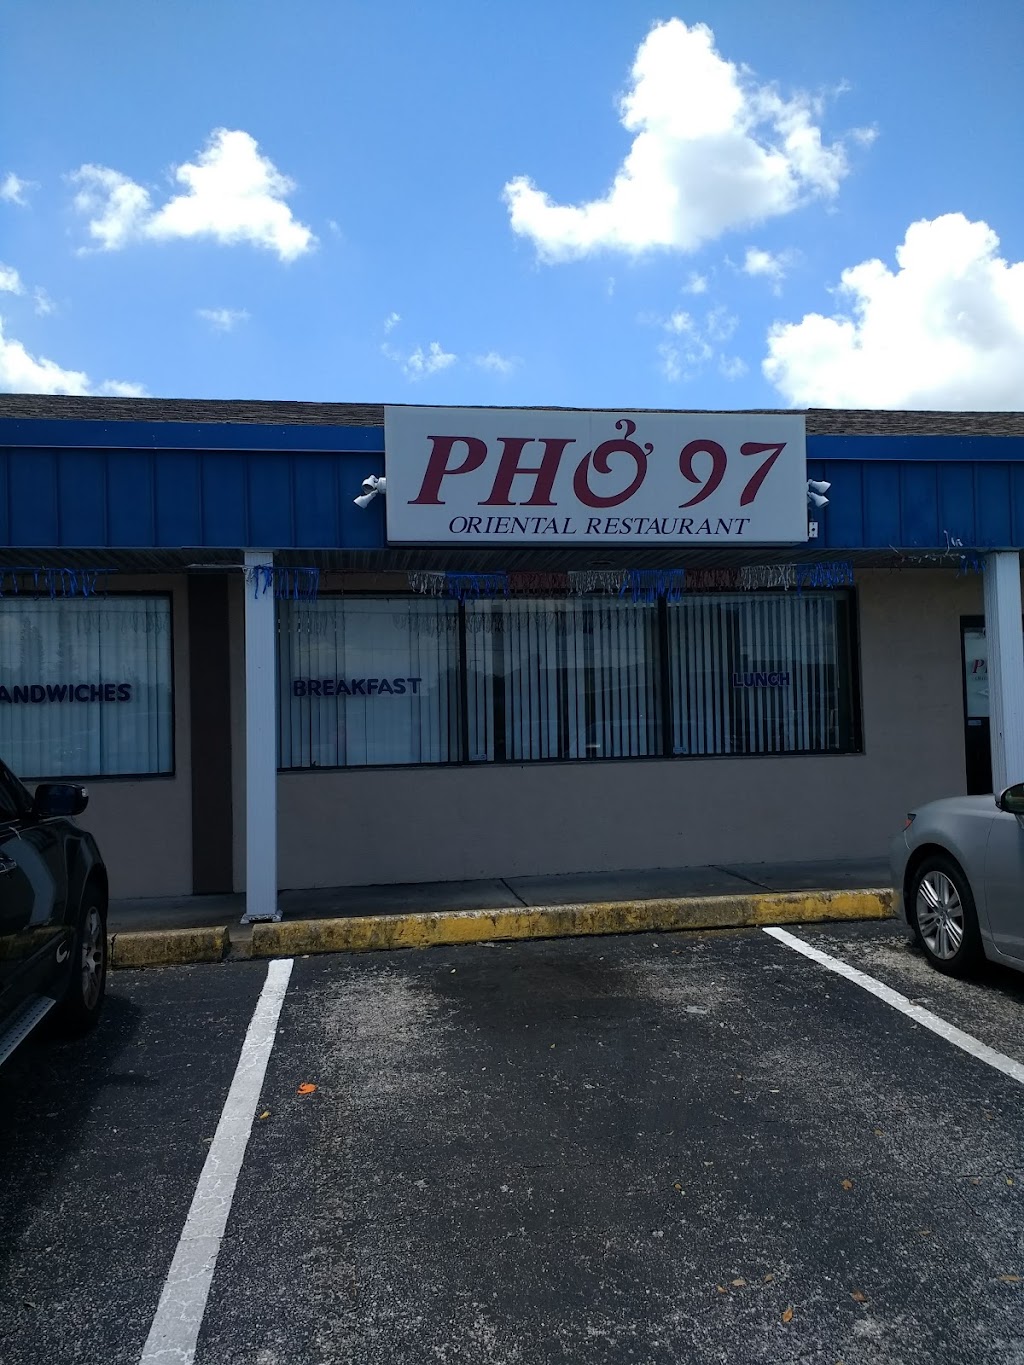 PHỞ 97
ORIENTAL RESTAURANT
ANDWICHES
BREAKFAST
LUNCH